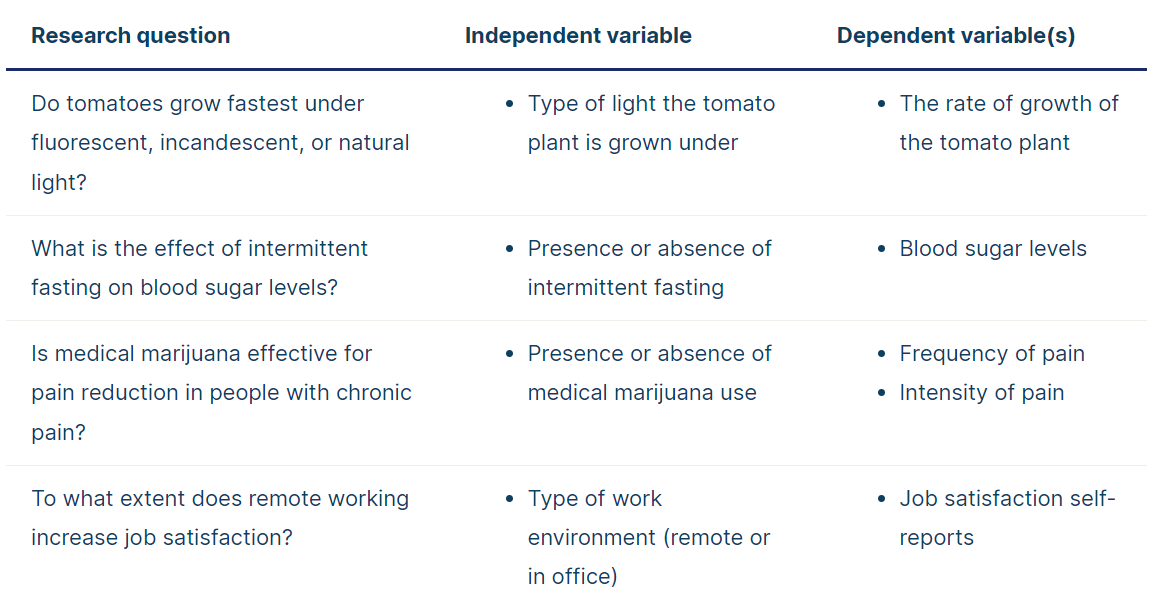 Research question
Independent variable
Dependent variable(s)
Do tomatoes grow fastest under
fluorescent, incandescent, or natural
light?
• Type of light the tomato
plant is grown under
• The rate of growth of
the tomato plant
What is the effect of intermittent
fasting on blood sugar levels?
• Presence or absence of
intermittent fasting
• Blood sugar levels
Is medical marijuana effective for
pain reduction in people with chronic
pain?
• Presence or absence of
medical marijuana use
• Frequency of pain
• Intensity of pain
To what extent does remote working
increase job satisfaction?
• Type of work
environment (remote or
in office)
• Job satisfaction self-
reports